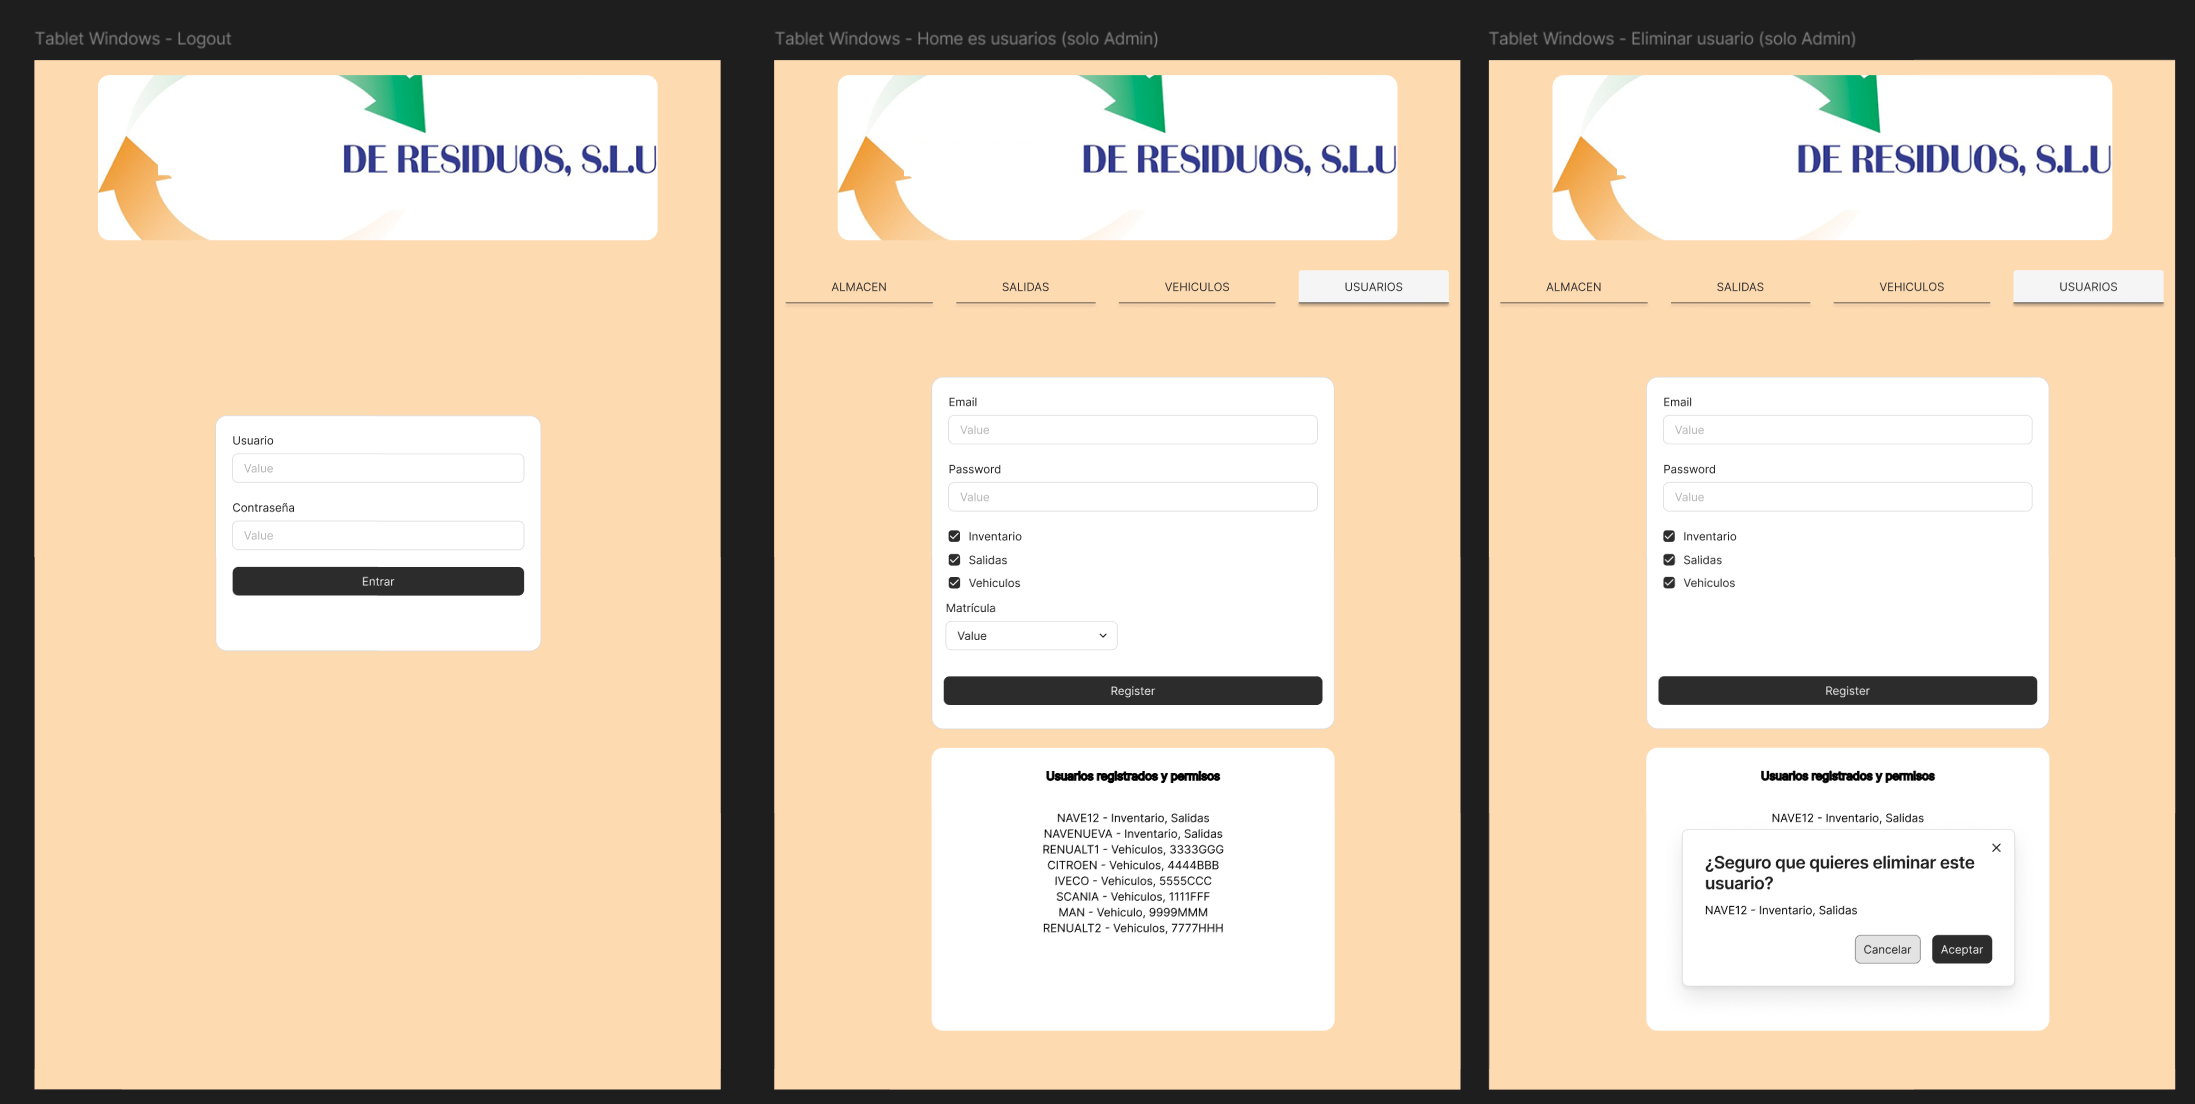 Tablet Windows - Logout
DE RESIDUOS, S.L.U
Usuario
Value
Contraseña
Value
Entrar
Tablet Windows - Home es usuarios (solo Admin)
DE RESIDUOS, S.L.U
ALMACEN
SALIDAS
VEHICULOS
USUARIOS
Email
Value
Password
Value
Inventario
Salidas
Vehiculos
Matrícula
Value
Register
Usuarios registrados y permisos
NAVE12 - Inventario, Salidas
NAVENUEVA - Inventario, Salidas
RENUALT1 - Vehiculos, 3333GGG
CITROEN - Vehiculos, 4444BBB
IVECO - Vehiculos, 5555CCC
SCANIA - Vehiculos, 1111FFF
MAN - Vehiculo, 9999MMM
RENUALT2 - Vehiculos, 7777HHH
Tablet Windows - Eliminar usuario (solo Admin)
DE RESIDUOS, S.L.U
ALMACEN
SALIDAS
VEHICULOS
USUARIOS
Email
Value
Password
Value
Inventario
Salidas
Vehiculos
Register
Usuarios registrados y permisos
NAVE12 - Inventario, Salidas
¿Seguro que quieres eliminar este
usuario?
NAVE12 - Inventario, Salidas
Cancelar
Aceptar